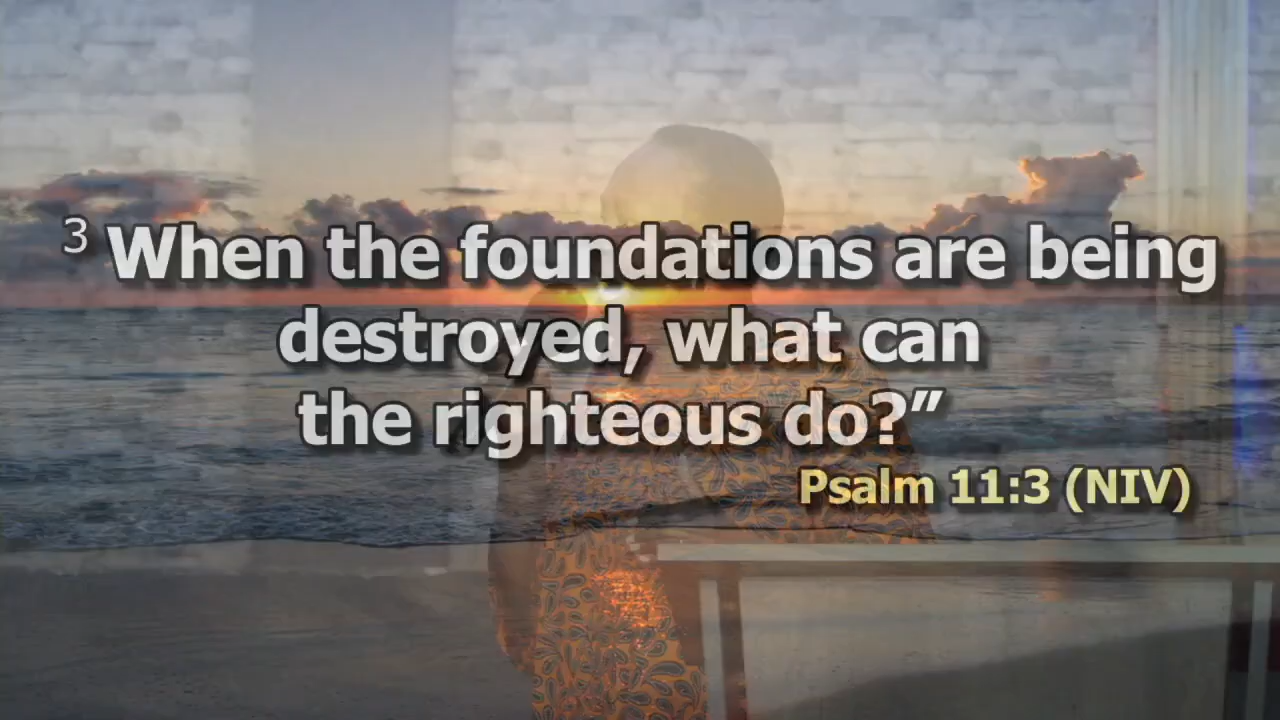 3 When the foundations are being
destroyed, what can
the righteous do?”
Psalm 11:3 (NIV)